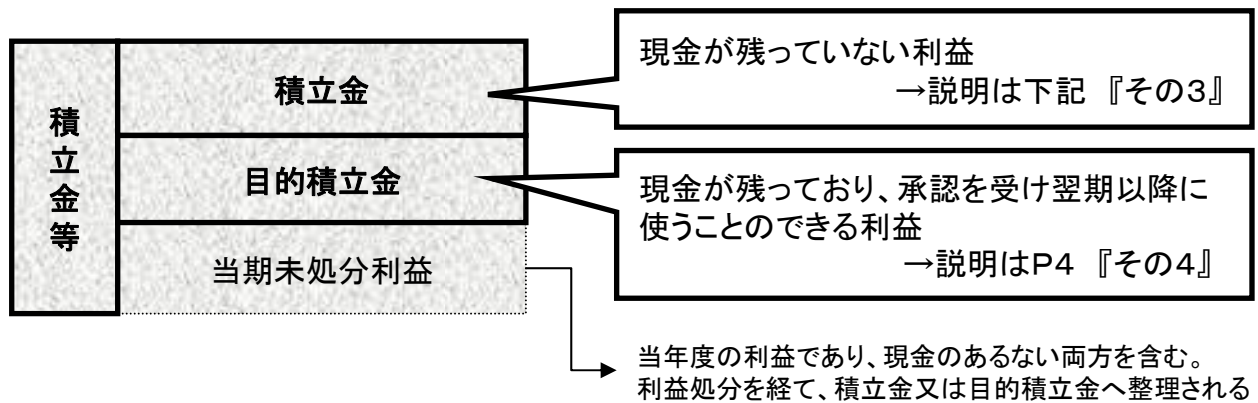 積立金等
積立金
現金が残っていない利益
→説明は下記 『その3』
目的積立金
現金が残っており、承認を受け翌期以降に
使うことのできる利益
→説明はP4 『その4』
当期未処分利益
当年度の利益であり、現金のあるない両方を含む。
利益処分を経て、積立金又は目的積立金へ整理される